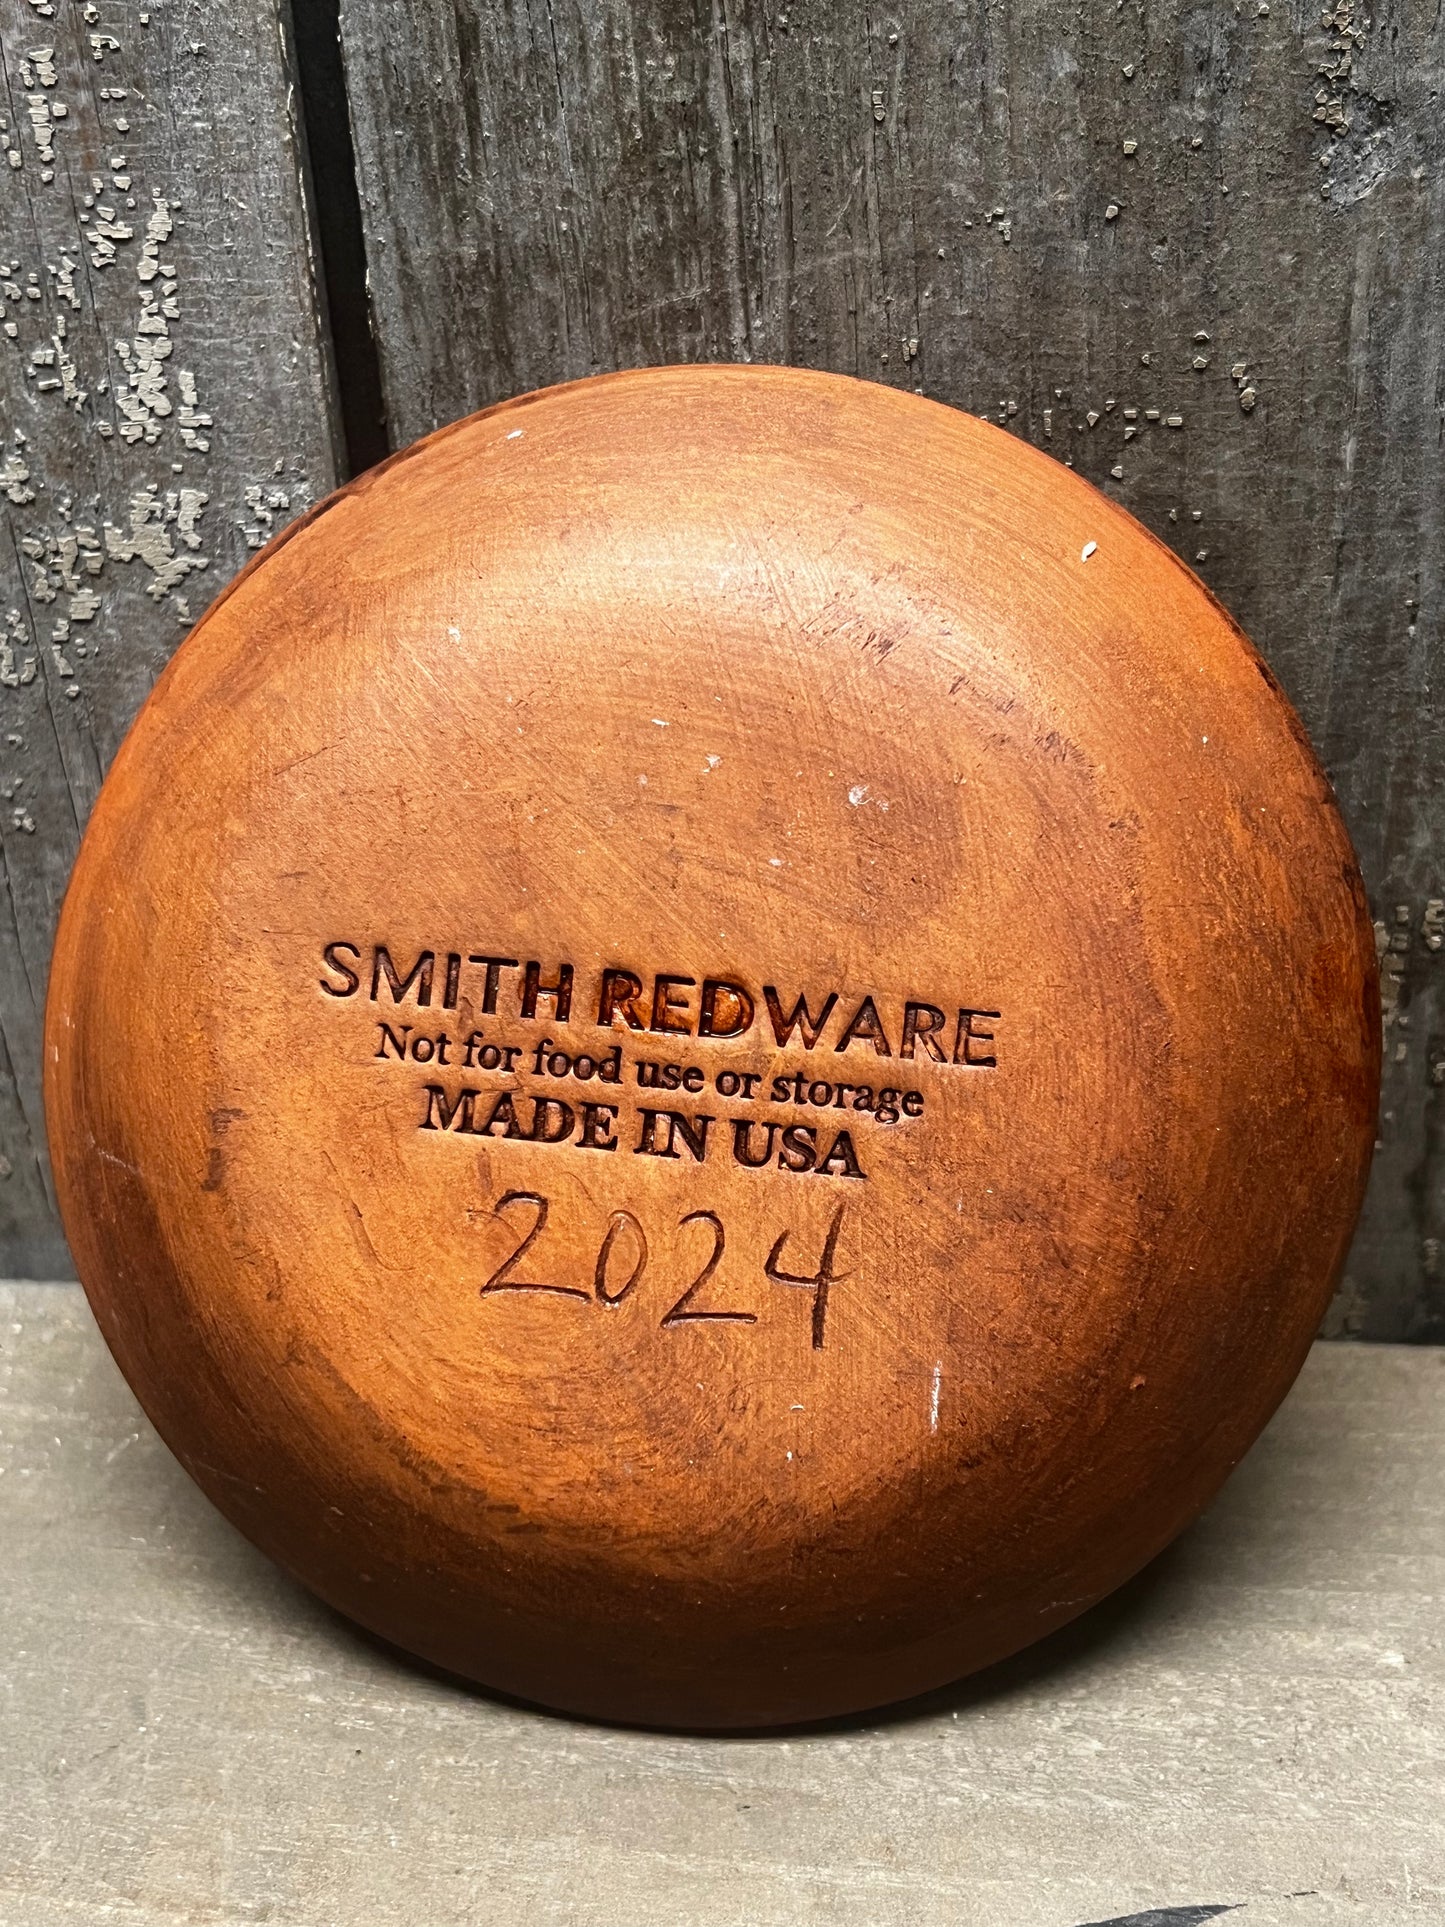 SMITH REDWARE
Not for food use or storage
MADE IN USA
2024